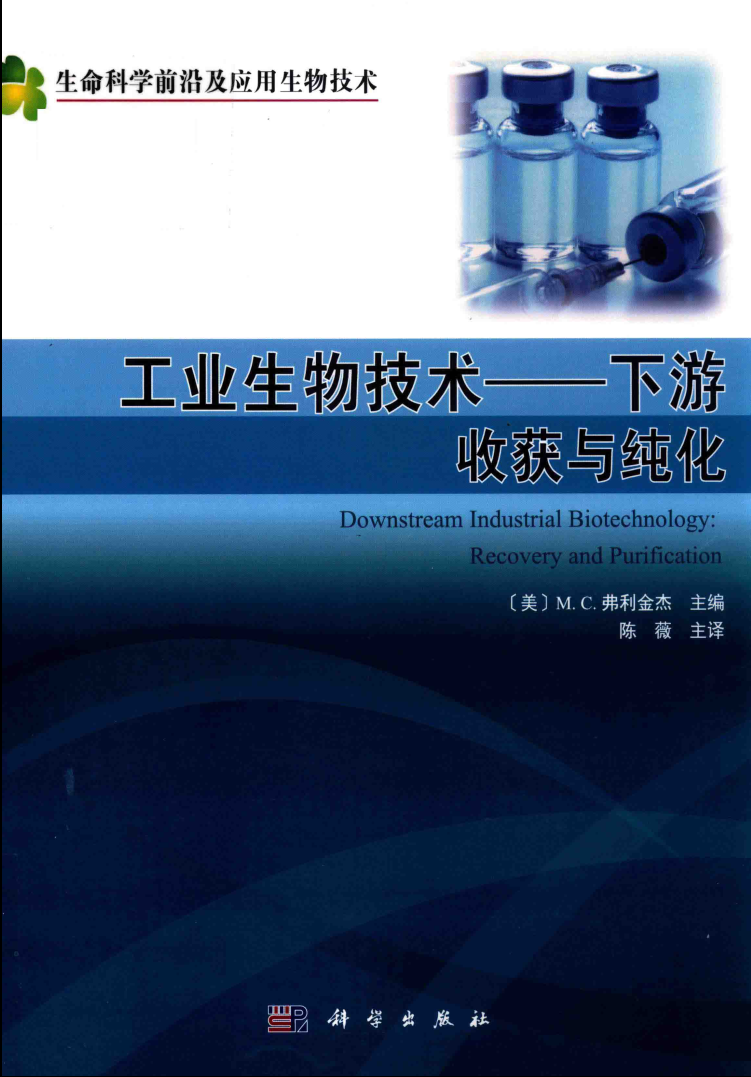 生命科学前沿及应用生物技术
工业生物技术——下游
收获与纯化
Downstream Industrial Biotechnology:
Recovery and Purification
〔美〕M. C. 弗利金杰 主编
陈 薇 主译
科学出版社